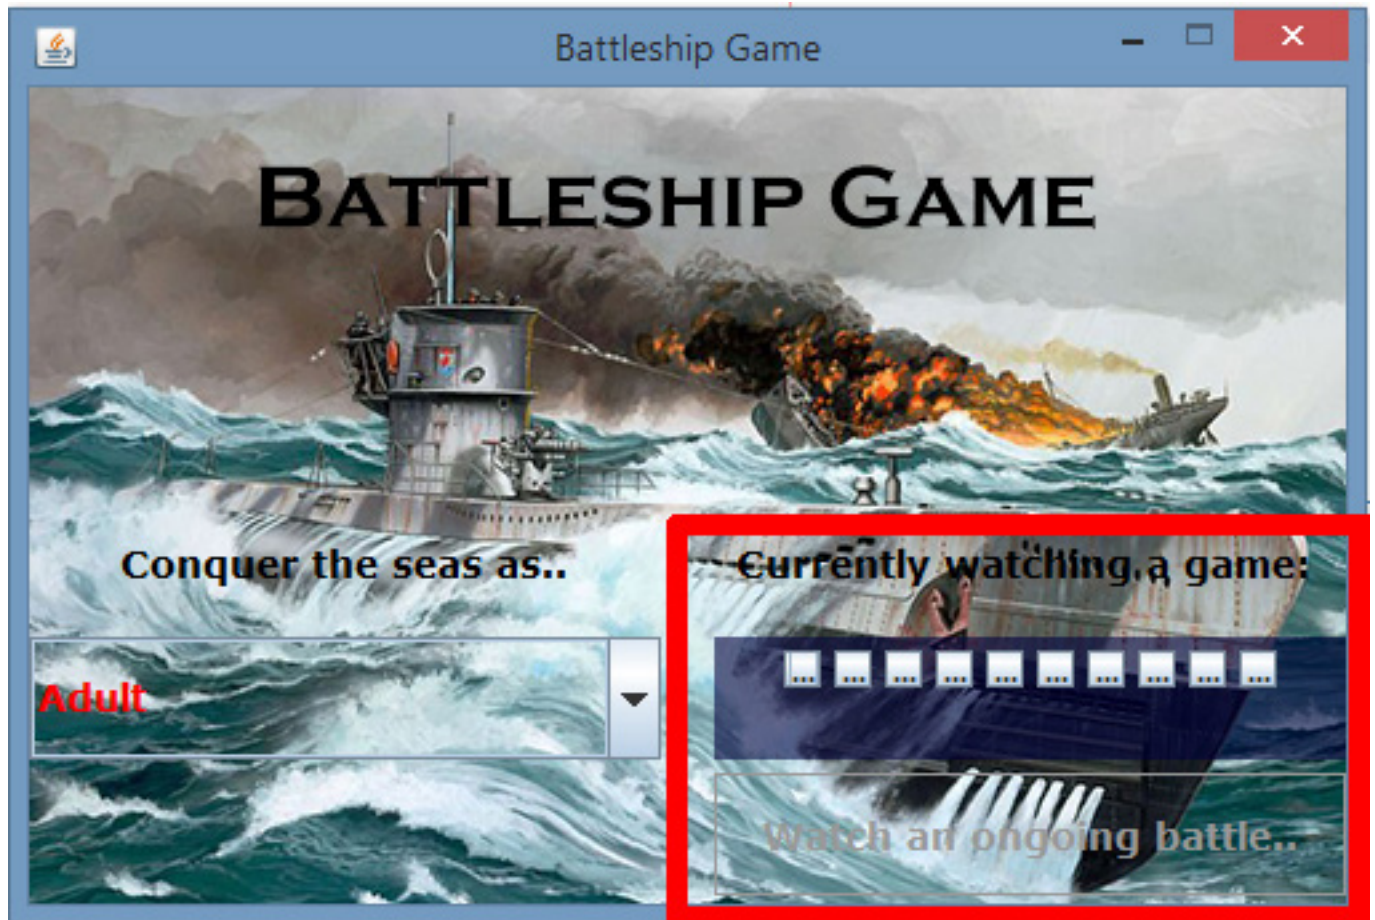 Battleship Game
BATTLESHIP GAME
Conquer the seas as..
Currently watching a game:
Adult
... ... ... ... ... ... ... ... ... ...
Watch an ongoing battle..